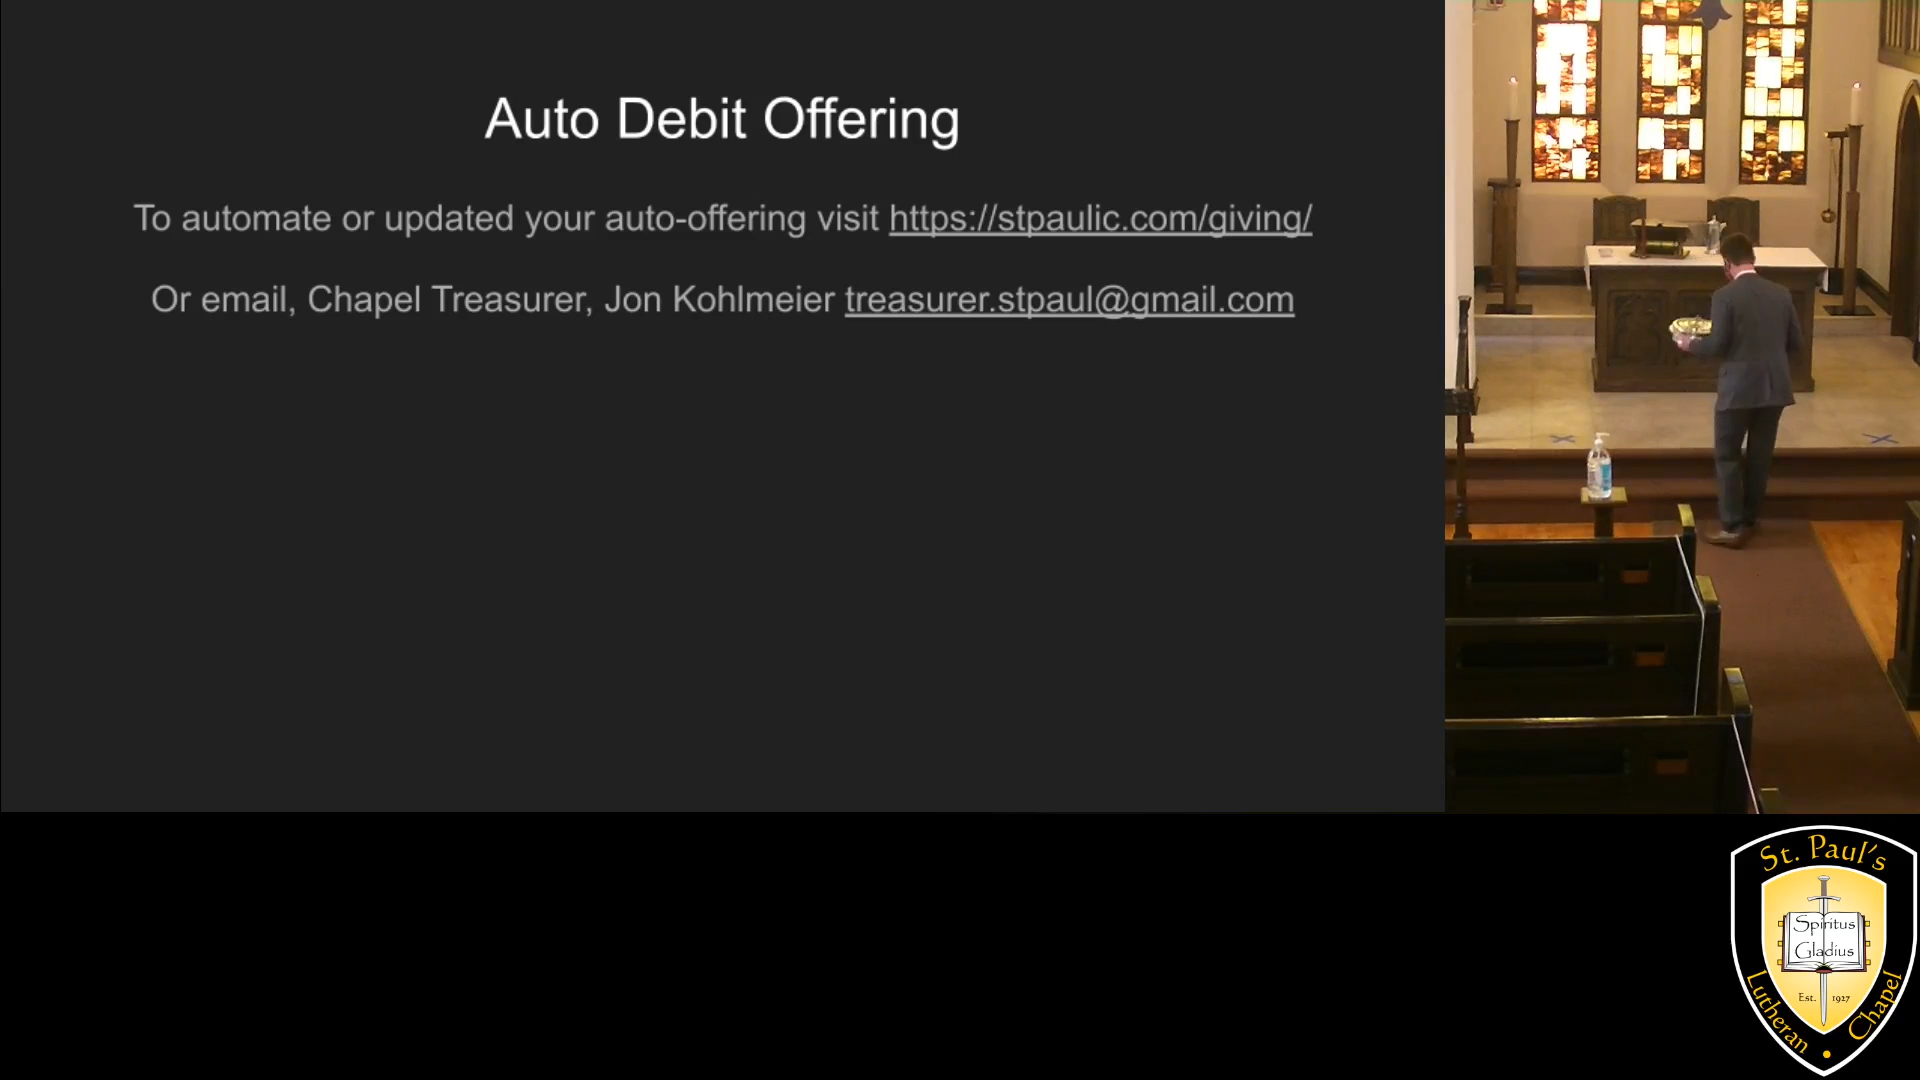 Auto Debit Offering
To automate or updated your auto-offering visit https://stpaulic.com/giving/
Or email, Chapel Treasurer, Jon Kohlmeier treasurer.stpaul@gmail.com
St. Paul's
Spiritus
Gladius
Est. 1927
Lutheran • Chapel